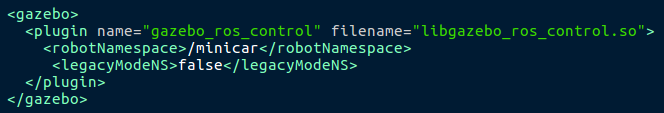 <gazebo>
  <plugin name="gazebo_ros_control" filename="libgazebo_ros_control.so">
    <robotNamespace>/minicar</robotNamespace>
     <legacyModeNS>false</legacyModeNS>
  </plugin>
</gazebo>